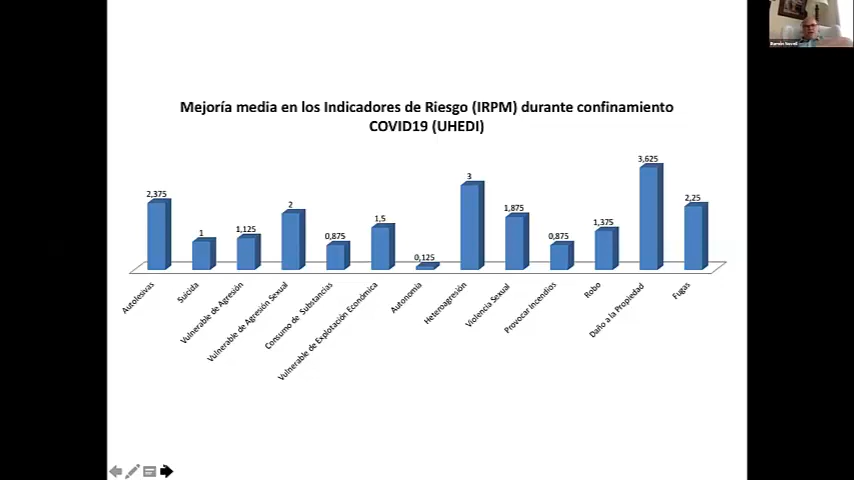 Mejoría media en los Indicadores de Riesgo (IRPM) durante confinamiento
COVID19 (UHEDI)
2,375
1
1,125
2
0,875
1,5
0,125
3
1,875
0,875
1,375
3,625
2,25
Autolesivas
Suicida
Vulnerable de Agresión
Vulnerable de Agresión Sexual
Consumo de Substancias
Vulnerable de Explotación Económica
Autonomía
Heteroagresión
Violencia Sexual
Provocar Incendios
Robo
Daño a la Propiedad
Fugas